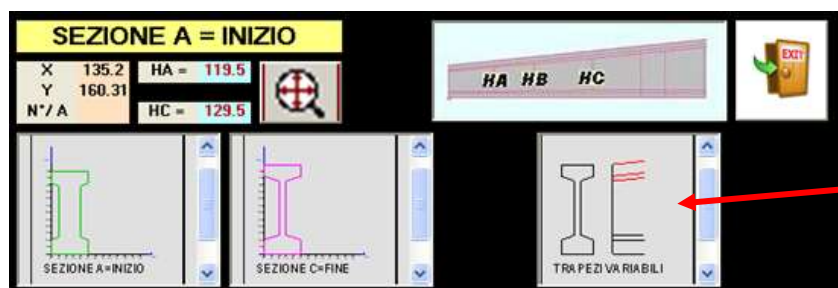 SEZIONE A = INIZIO
X 135.2 HA = 119.5
Y 160.31
N°/A HC = 129.5
HA HB HC
EXIT
SEZIONE A=INIZIO
SEZIONE C=FINE
TRAPEZI VARIABILI